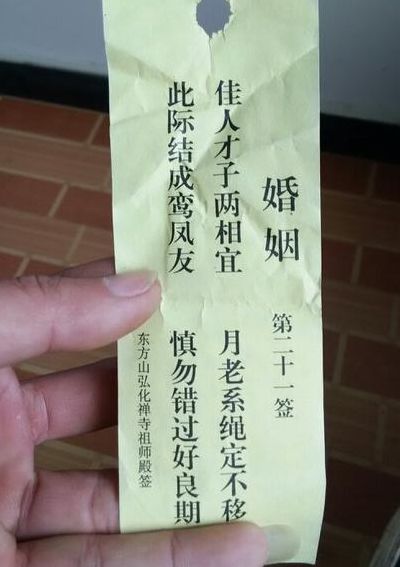 婚姻
第二十一签
佳人才子两相宜 月老系绳定不移
此际结成鸾凤友 慎勿错过好良期
东方山弘化禅寺祖师殿签